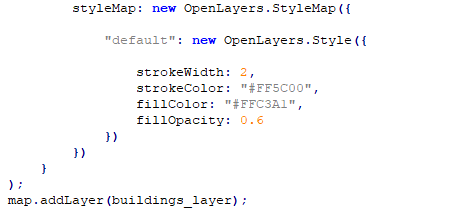 styleMap: new OpenLayers.StyleMap({
"default": new OpenLayers.Style({
strokeWidth: 2,
strokeColor: "#FF5C00",
fillColor: "#FFC3A1",
fillOpacity: 0.6
})
})
}
);
map.addLayer(buildings_layer);